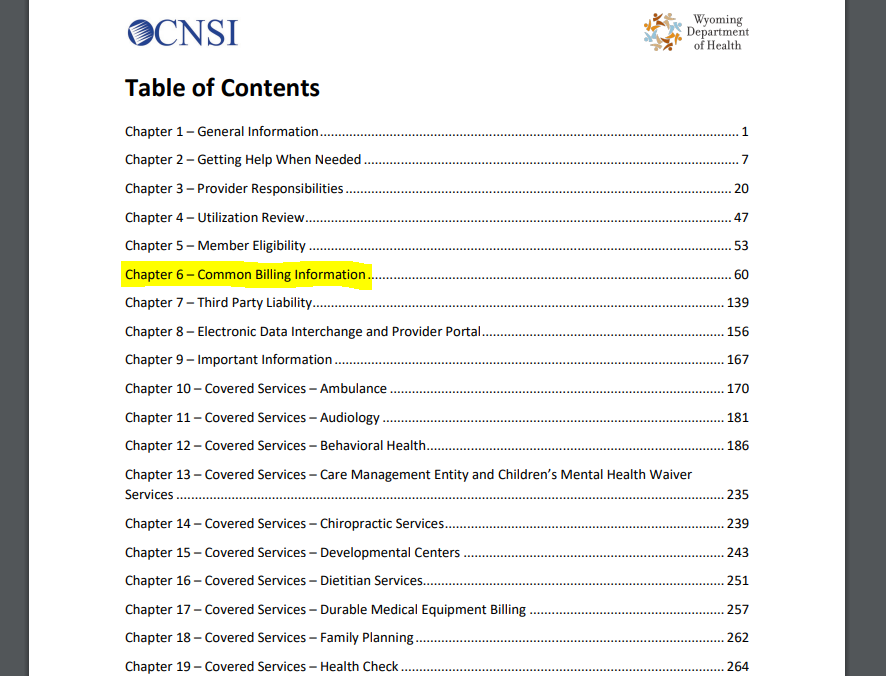 CNSI
Wyoming
Department
of Health
Table of Contents
Chapter 1 – General Information 1
Chapter 2 – Getting Help When Needed 7
Chapter 3 – Provider Responsibilities 20
Chapter 4 – Utilization Review 47
Chapter 5 – Member Eligibility 53
Chapter 6 – Common Billing Information 60
Chapter 7 – Third Party Liability 139
Chapter 8 – Electronic Data Interchange and Provider Portal 156
Chapter 9 – Important Information 167
Chapter 10 – Covered Services – Ambulance 170
Chapter 11 – Covered Services – Audiology 181
Chapter 12 – Covered Services – Behavioral Health 186
Chapter 13 – Covered Services – Care Management Entity and Children’s Mental Health Waiver
Services 235
Chapter 14 – Covered Services – Chiropractic Services 239
Chapter 15 – Covered Services – Developmental Centers 243
Chapter 16 – Covered Services – Dietitian Services 251
Chapter 17 – Covered Services – Durable Medical Equipment Billing 257
Chapter 18 – Covered Services – Family Planning 262
Chapter 19 – Covered Services – Health Check 264